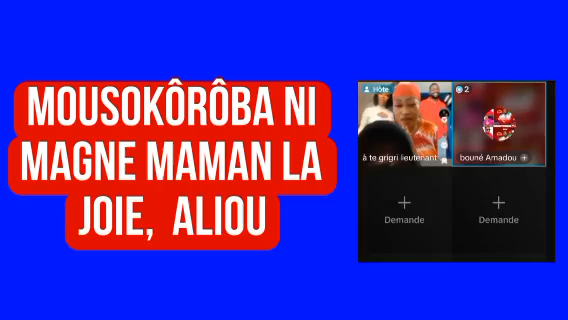 MOUSOKÔRÔBA NI
MAGNE MAMAN LA
JOIE, ALIOU
Hôte
2
à te grigri lieutenant
bouné Amadou +
+
Demande
+
Demande